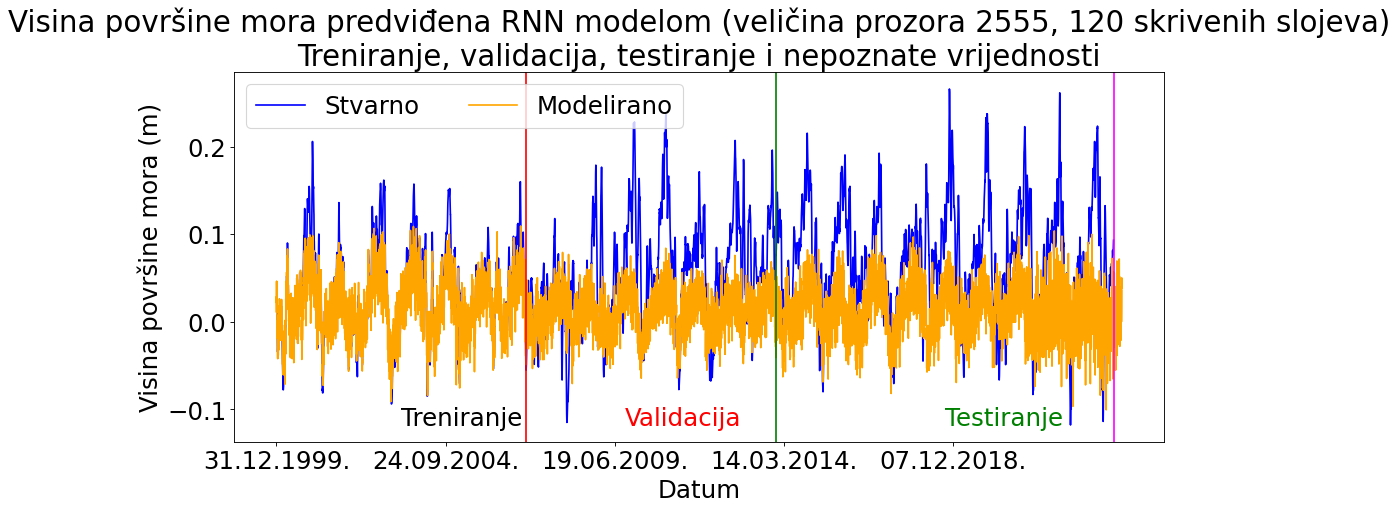 Visina površine mora predviđena RNN modelom (veličina prozora 2555, 120 skrivenih slojeva)
Treniranje, validacija, testiranje i nepoznate vrijednosti
Stvarno Modelirano
Visina površine mora (m)
0.2
0.1
0.0
−0.1
Treniranje Validacija Testiranje
31.12.1999. 24.09.2004. 19.06.2009. 14.03.2014. 07.12.2018.
Datum